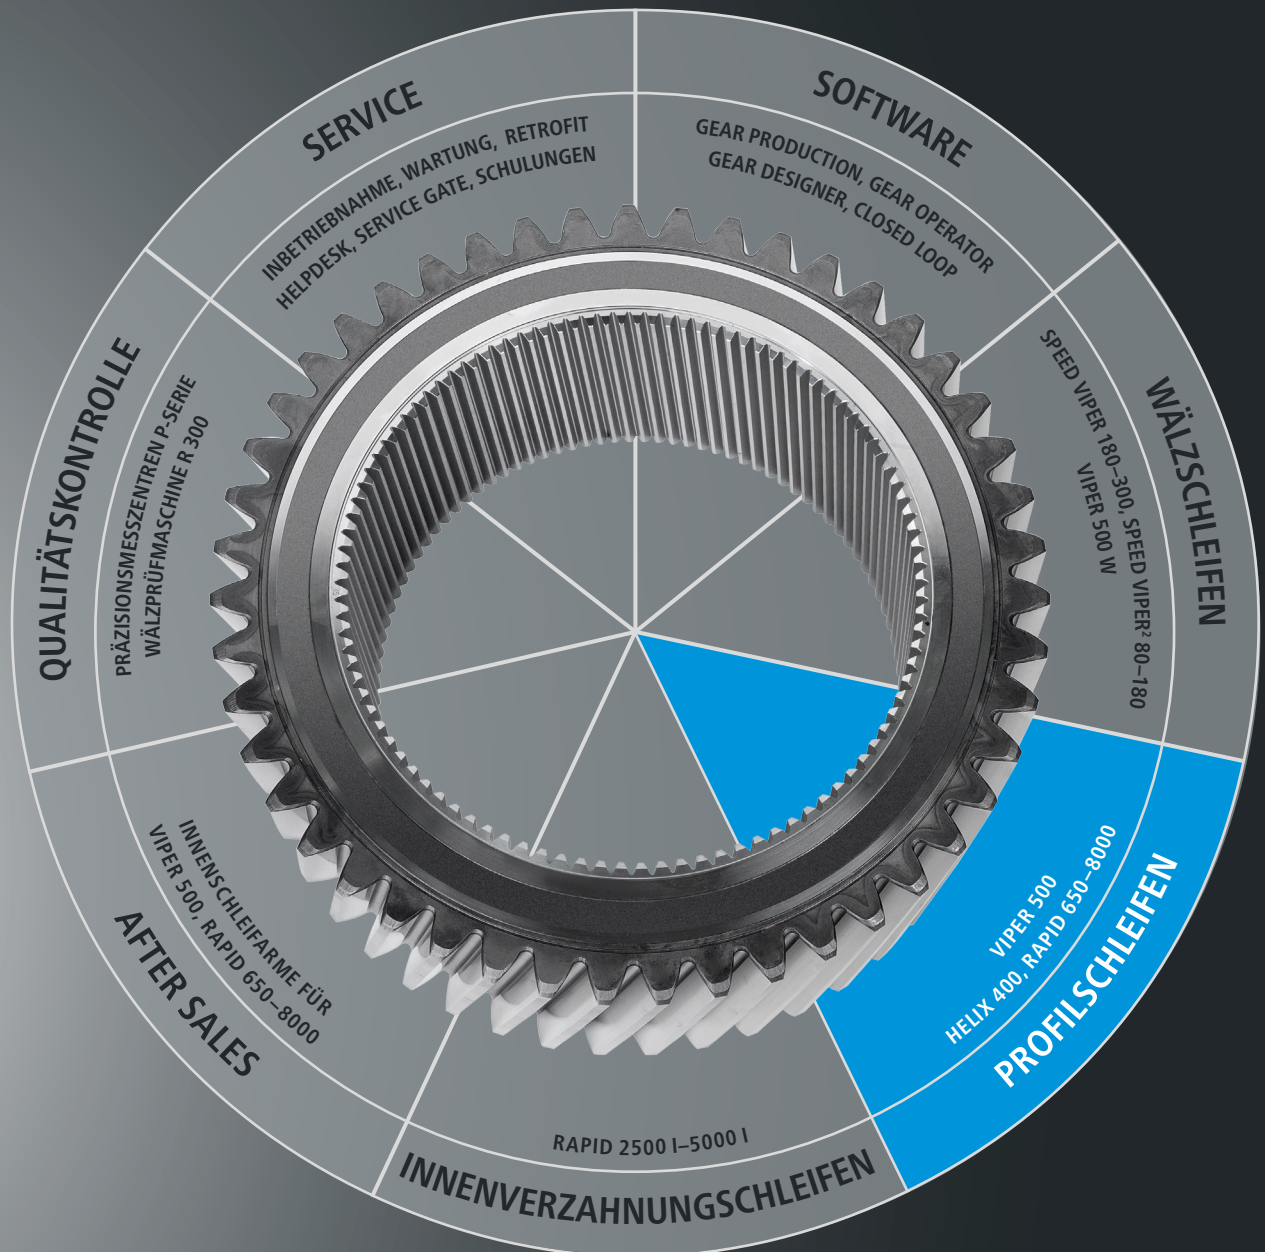 SERVICE
INBETRIEBNAHME, WARTUNG, RETROFIT
HELPDESK, SERVICE GATE, SCHULUNGEN
SOFTWARE
GEAR PRODUCTION, GEAR OPERATOR
GEAR DESIGNER, CLOSED LOOP
WÄLZSCHLEIFEN
SPEED VIPER 180–300, SPEED VIPER² 80–180
VIPER 500 W
PROFILSCHLEIFEN
VIPER 500
HELIX 400, RAPID 650–8000
RAPID 2500 I–5000 I
INNENVERZAHNUNGSCHLEIFEN
AFTER SALES
INNENSCHLEIFARME FÜR
VIPER 500, RAPID 650–8000
QUALITÄTSKONTROLLE
PRÄZISIONSMESSZENTREN P-SERIE
WÄLZPRÜFMASCHINE R 300